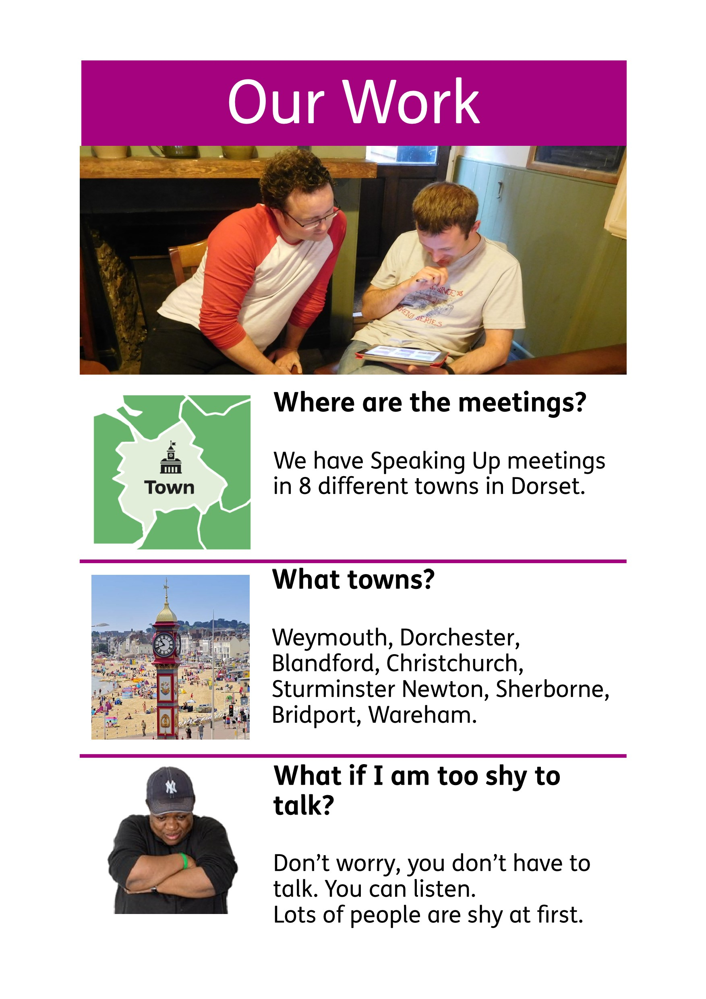 Our Work
SINCE '78
SERIES
Where are the meetings?
We have Speaking Up meetings
in 8 different towns in Dorset.
Town
What towns?
Weymouth, Dorchester,
Blandford, Christchurch,
Sturminster Newton, Sherborne,
Bridport, Wareham.
NY
What if I am too shy to
talk?
Don’t worry, you don’t have to
talk. You can listen.
Lots of people are shy at first.